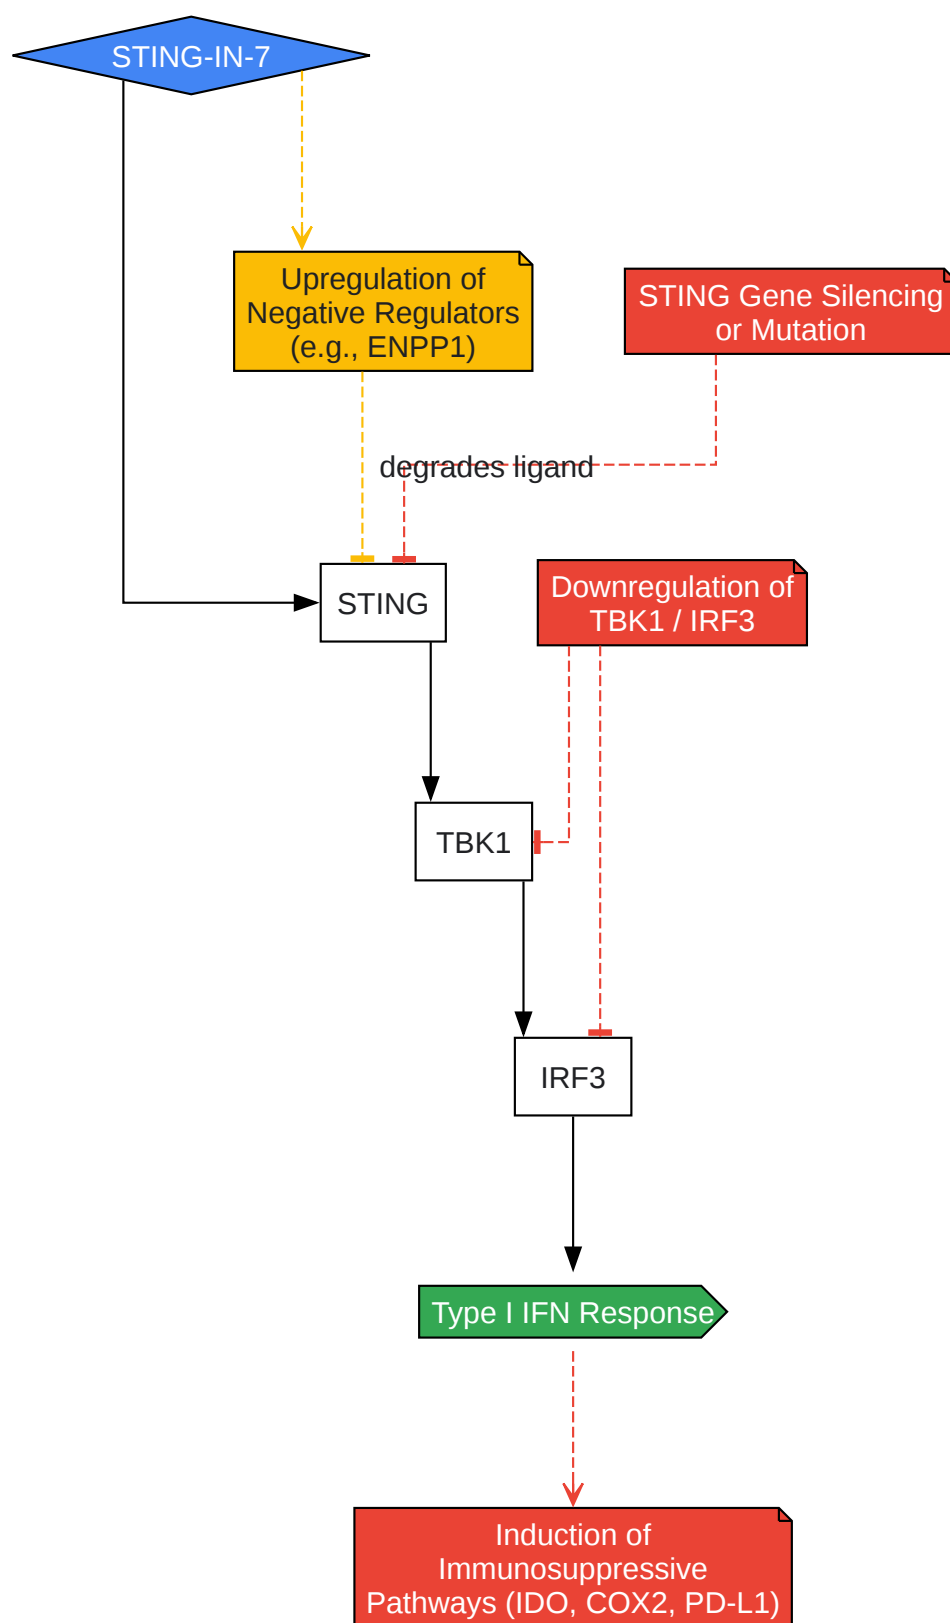 STING-IN-7
Upregulation of
Negative Regulators
(e.g., ENPP1)
STING Gene Silencing
or Mutation
degrades ligand
STING
Downregulation of
TBK1 / IRF3
TBK1
IRF3
Type I IFN Response
Induction of
Immunosuppressive
Pathways (IDO, COX2, PD-L1)